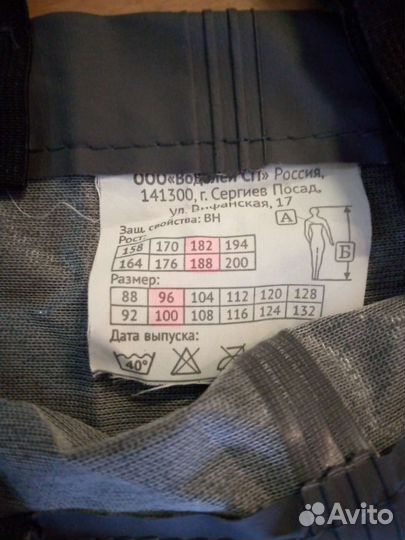 ООО «Водолей СП» Россия,
141300, г. Сергиев Посад,
ул. Вифанская, 17
Защ. свойства: ВН
Рост:
158 170 182 194
164 176 188 200
А
Б
Размер:
88 96 104 112 120 128
92 100 108 116 124 132
Дата выпуска:
40°
Avito